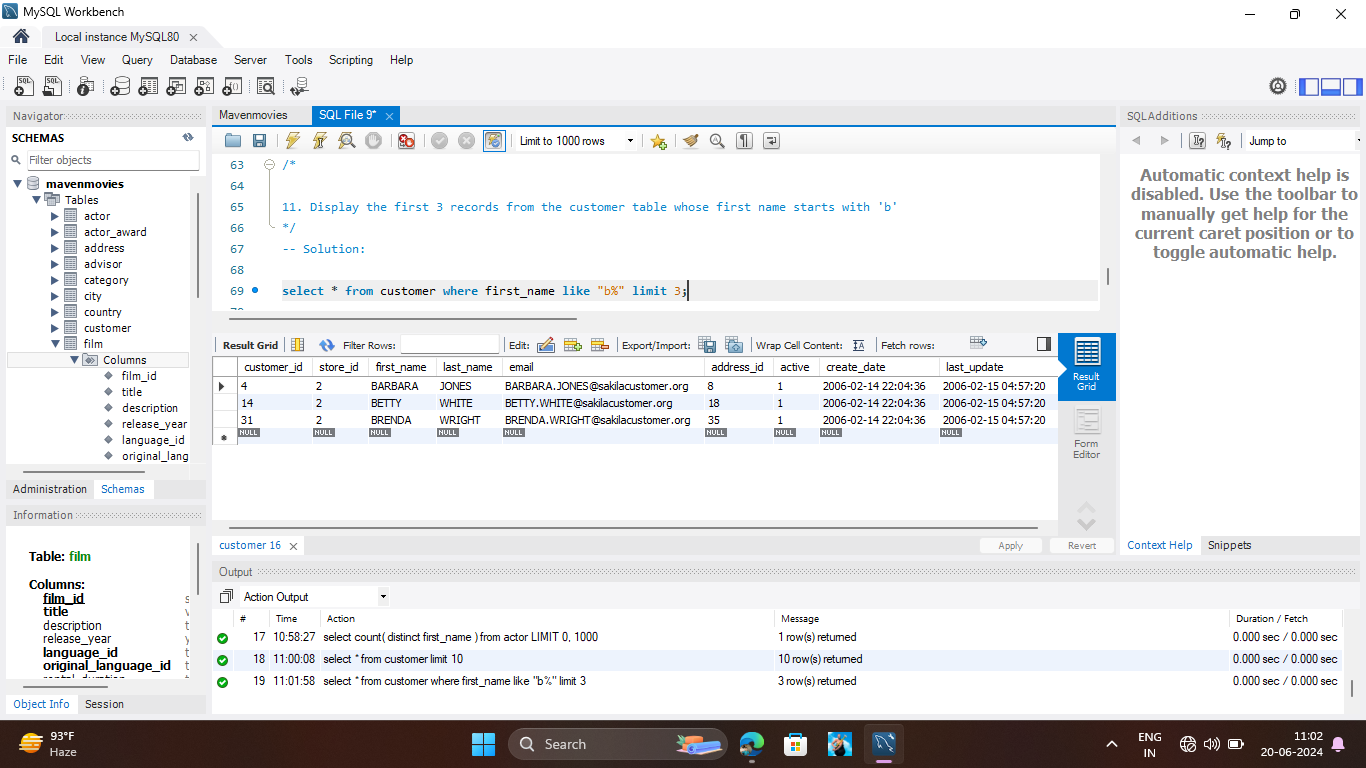 MySQL Workbench
Local instance MySQL80
File Edit View Query Database Server Tools Scripting Help
Navigator
SCHEMAS
Filter objects
mavenmovies
Tables
actor
actor_award
address
advisor
category
city
country
customer
film
Columns
film_id
title
description
release_year
language_id
original_lang
Administration Schemas
Information
Table: film
Columns:
film_id
title
description
release_year
language_id
original_language_id
Object Info Session
Mavenmovies SQL File 9*
Limit to 1000 rows
63 /*
64
65 11. Display the first 3 records from the customer table whose first name starts with 'b'
66 */
67 -- Solution:
68
69 select * from customer where first_name like "b%" limit 3;
Result Grid Filter Rows: Edit: Export/Import: Wrap Cell Content: Fetch rows:
customer_id store_id first_name last_name email address_id active create_date last_update
4 2 BARBARA JONES BARBARA.JONES@sakilacustomer.org 8 1 2006-02-14 22:04:36 2006-02-15 04:57:20
14 2 BETTY WHITE BETTY.WHITE@sakilacustomer.org 18 1 2006-02-14 22:04:36 2006-02-15 04:57:20
31 2 BRENDA WRIGHT BRENDA.WRIGHT@sakilacustomer.org 35 1 2006-02-14 22:04:36 2006-02-15 04:57:20
NULL NULL NULL NULL NULL NULL NULL NULL NULL
Result
Grid
Form
Editor
customer 16 Apply Revert
SQLAdditions
Jump to
Automatic context help is
disabled. Use the toolbar to
manually get help for the
current caret position or to
toggle automatic help.
Context Help Snippets
Output
Action Output
# Time Action Message Duration / Fetch
17 10:58:27 select count( distinct first_name ) from actor LIMIT 0, 1000 1 row(s) returned 0.000 sec / 0.000 sec
18 11:00:08 select * from customer limit 10 10 row(s) returned 0.000 sec / 0.000 sec
19 11:01:58 select * from customer where first_name like "b%" limit 3 3 row(s) returned 0.000 sec / 0.000 sec
93°F
Haze
Search
ENG
IN
11:02
20-06-2024